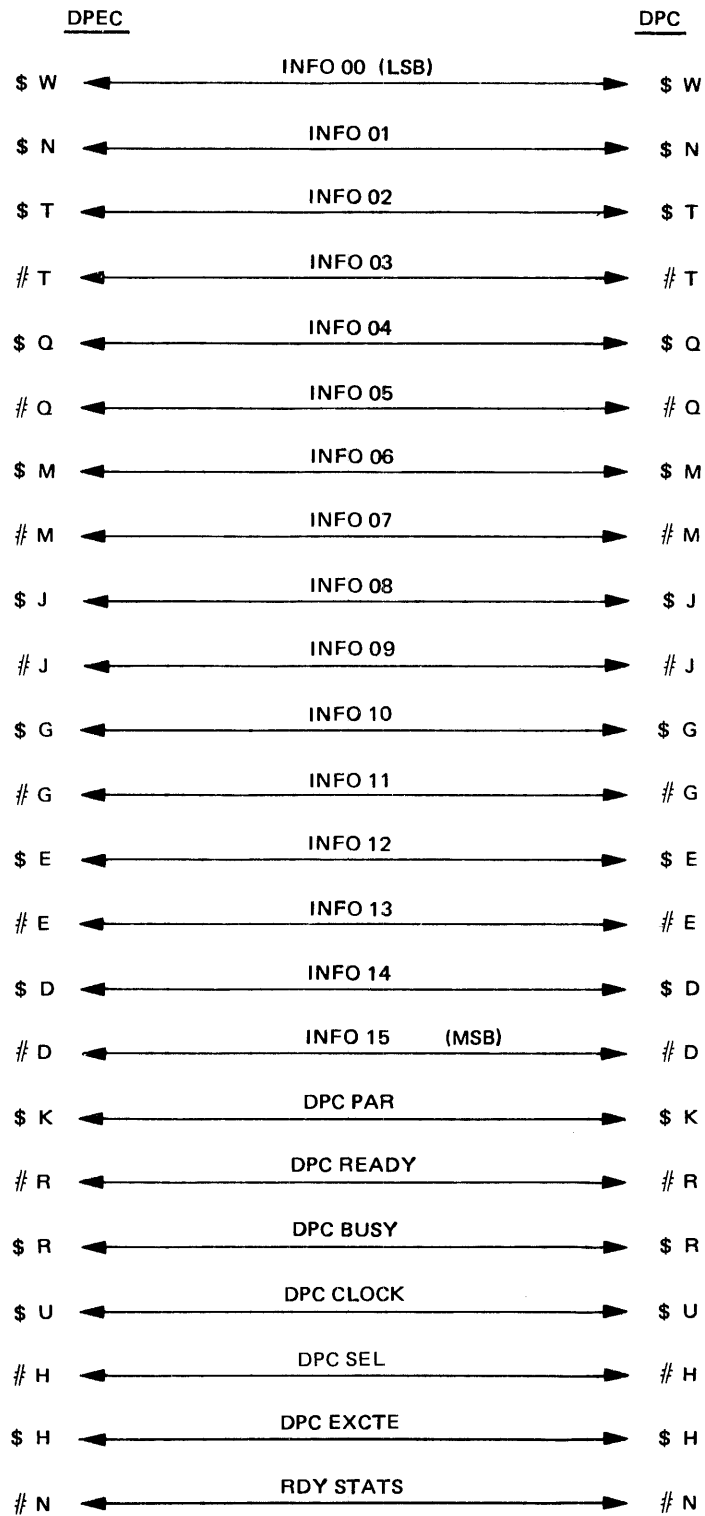 DPEC DPC
$ W INFO 00 (LSB) $ W
$ N INFO 01 $ N
$ T INFO 02 $ T
# T INFO 03 # T
$ Q INFO 04 $ Q
# Q INFO 05 # Q
$ M INFO 06 $ M
# M INFO 07 # M
$ J INFO 08 $ J
# J INFO 09 # J
$ G INFO 10 $ G
# G INFO 11 # G
$ E INFO 12 $ E
# E INFO 13 # E
$ D INFO 14 $ D
# D INFO 15 (MSB) # D
$ K DPC PAR $ K
# R DPC READY # R
$ R DPC BUSY $ R
$ U DPC CLOCK $ U
# H DPC SEL # H
$ H DPC EXCTE $ H
# N RDY STATS # N